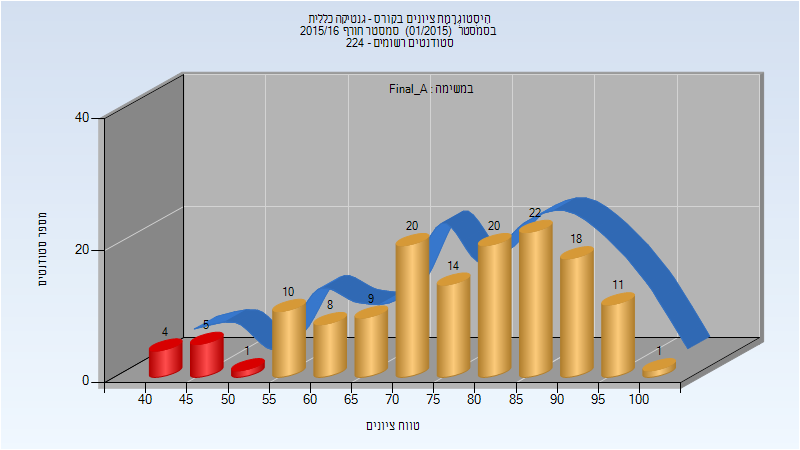 היסטוגרמת ציונים בקורס - גנטיקה כללית
בסמסטר (01/2015) סמסטר חורף 2015/16
סטודנטים רשומים - 224
במשימה : Final_A
מספר סטודנטים
40
20
0
4
5
1
10
8
9
20
14
20
22
18
11
1
40 45 50 55 60 65 70 75 80 85 90 95 100
טווח ציונים